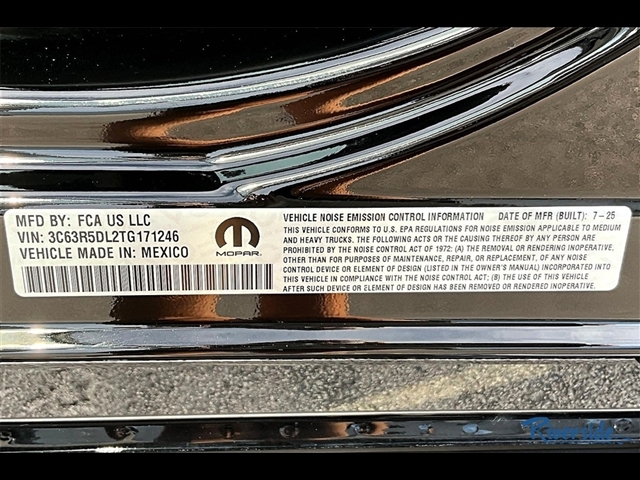 MFD BY: FCA US LLC
VIN: 3C63R5DL2TG171246
VEHICLE MADE IN: MEXICO
MOPAR.
VEHICLE NOISE EMISSION CONTROL INFORMATION DATE OF MFR (BUILT): 7-25
THIS VEHICLE CONFORMS TO U.S. EPA REGULATIONS FOR NOISE EMISSION APPLICABLE TO MEDIUM
AND HEAVY TRUCKS. THE FOLLOWING ACTS OR THE CAUSING THEREOF BY ANY PERSON ARE
PROHIBITED BY THE NOISE CONTROL ACT OF 1972: (A) THE REMOVAL OR RENDERING INOPERATIVE,
OTHER THAN FOR PURPOSES OF MAINTENANCE, REPAIR, OR REPLACEMENT, OF ANY NOISE CONTROL
DEVICE OR ELEMENT OF DESIGN (LISTED IN THE OWNER'S MANUAL) INCORPORATED INTO THIS
VEHICLE IN COMPLIANCE WITH THE NOISE CONTROL ACT; (B) THE USE OF THIS VEHICLE
AFTER SUCH DEVICE OR ELEMENT OF DESIGN HAS BEEN REMOVED OR RENDERED INOPERATIVE.
Riverside